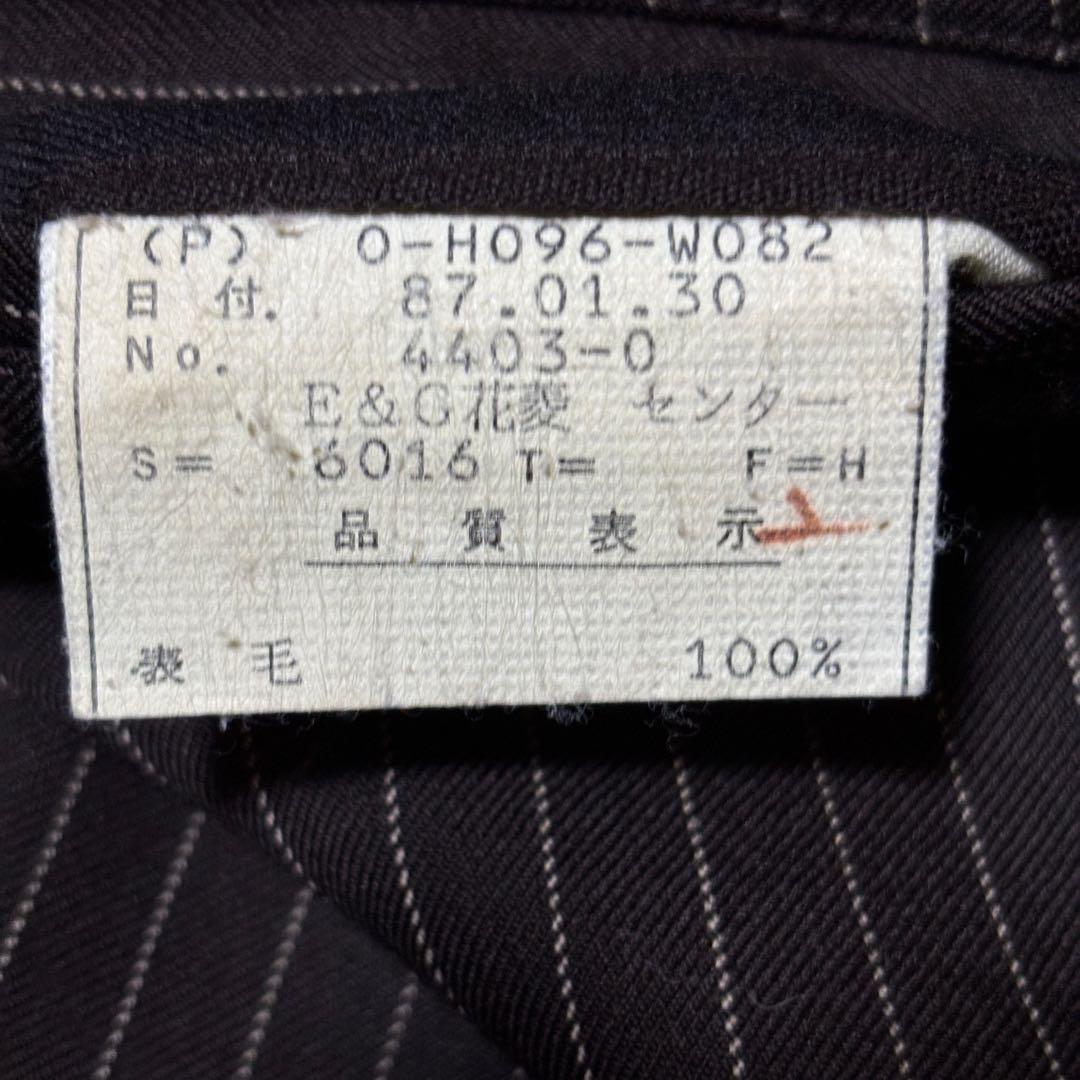 (P) O-H096-W082
日 付. 87.01.30
No. 4403-0
E&G花菱 センター
S= 6016 T= F=H
品 質 表 示
表 毛 100%